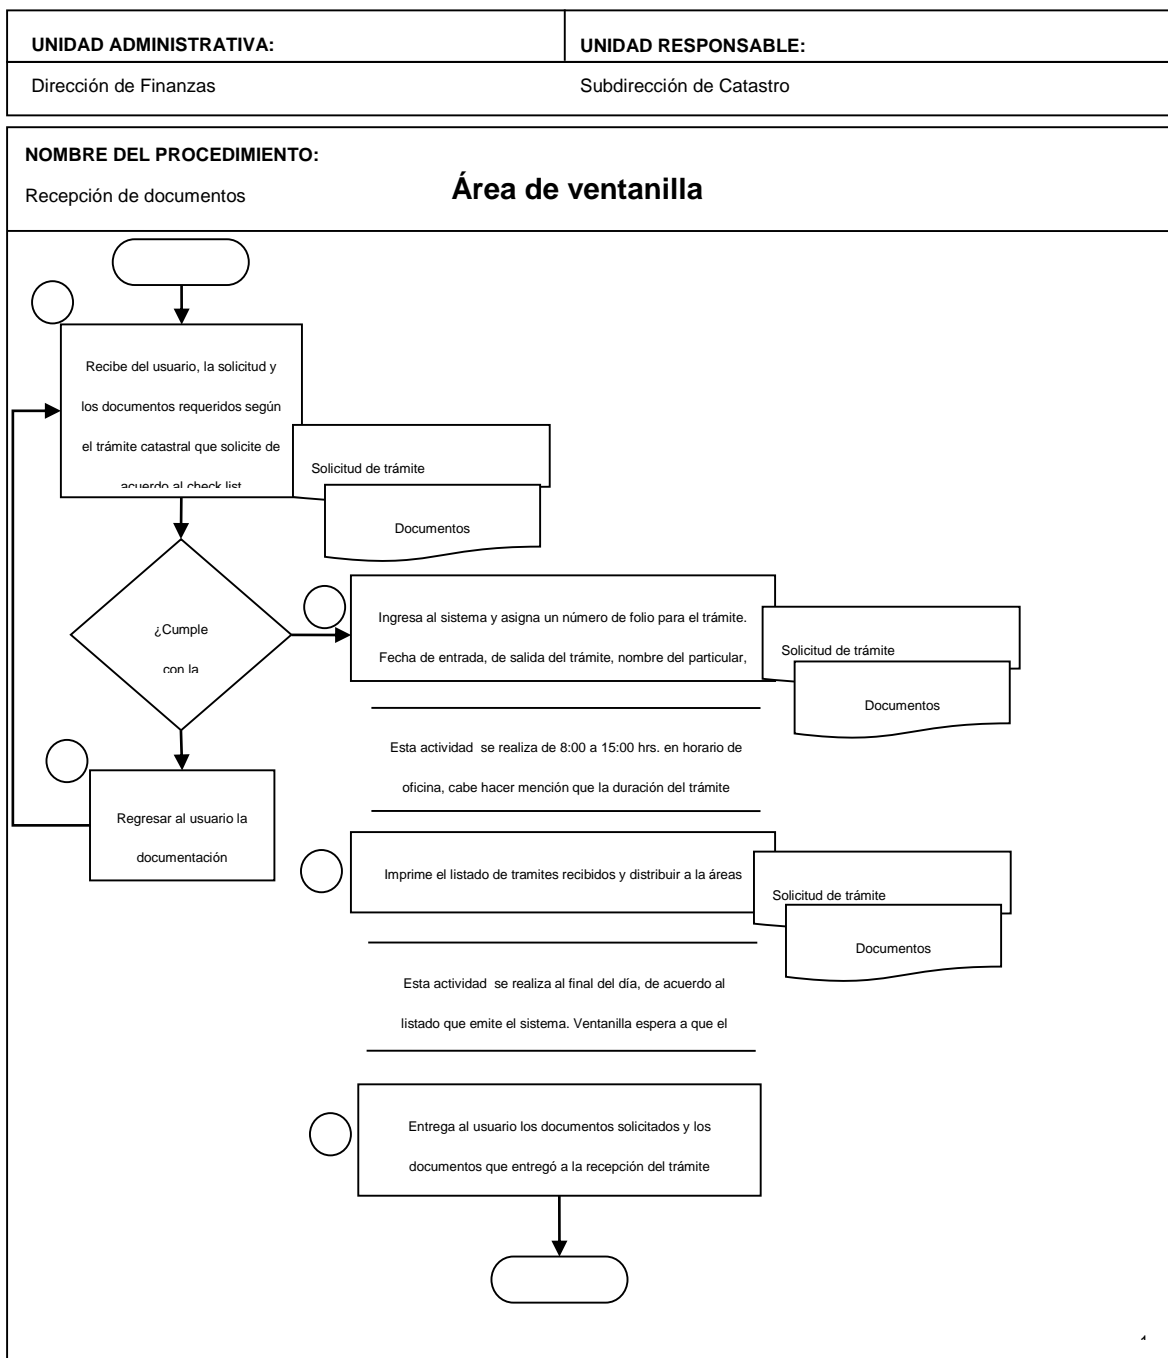 UNIDAD ADMINISTRATIVA:
UNIDAD RESPONSABLE:
Dirección de Finanzas
Subdirección de Catastro
NOMBRE DEL PROCEDIMIENTO:
Recepción de documentos
Área de ventanilla
Recibe del usuario, la solicitud y
los documentos requeridos según
el trámite catastral que solicite de
acuerdo al check list
Solicitud de trámite
Documentos
¿Cumple
con la
Ingresa al sistema y asigna un número de folio para el trámite.
Fecha de entrada, de salida del trámite, nombre del particular,
Solicitud de trámite
Documentos
Esta actividad  se realiza de 8:00 a 15:00 hrs. en horario de
oficina, cabe hacer mención que la duración del trámite
Regresar al usuario la
documentación
Imprime el listado de tramites recibidos y distribuir a la áreas
Solicitud de trámite
Documentos
Esta actividad  se realiza al final del día, de acuerdo al
listado que emite el sistema. Ventanilla espera a que el
Entrega al usuario los documentos solicitados y los
documentos que entregó a la recepción del trámite